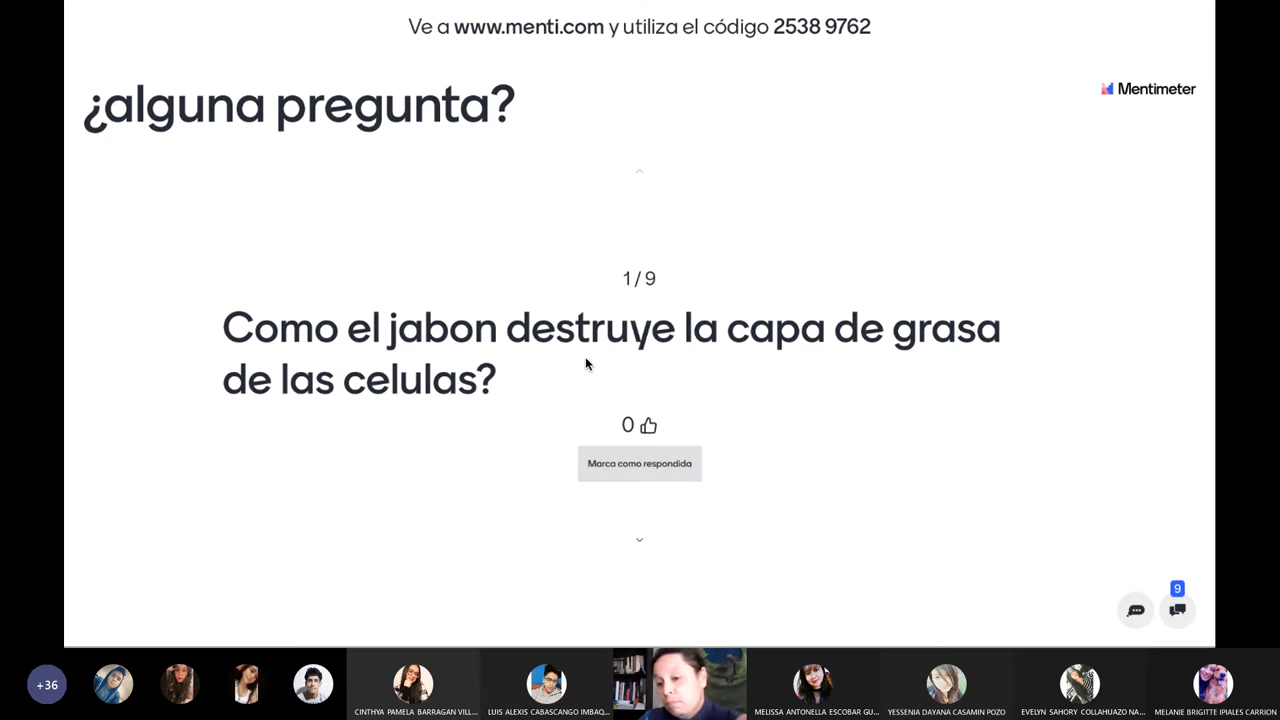 Ve a www.menti.com y utiliza el código 2538 9762
¿alguna pregunta?
Mentimeter
1 / 9
Como el jabon destruye la capa de grasa
de las celulas?
0
Marca como respondida
9
+36
CINTHYA PAMELA BARRAGAN VILL...
LUIS ALEXIS CABASCANGO IMBAQ...
MELISSA ANTONELLA ESCOBAR GU...
YESSENIA DAYANA CASAMIN POZO
EVELYN SAHORY COLLAHUAZO NA...
MELANIE BRIGITTE IPIALES CARRION